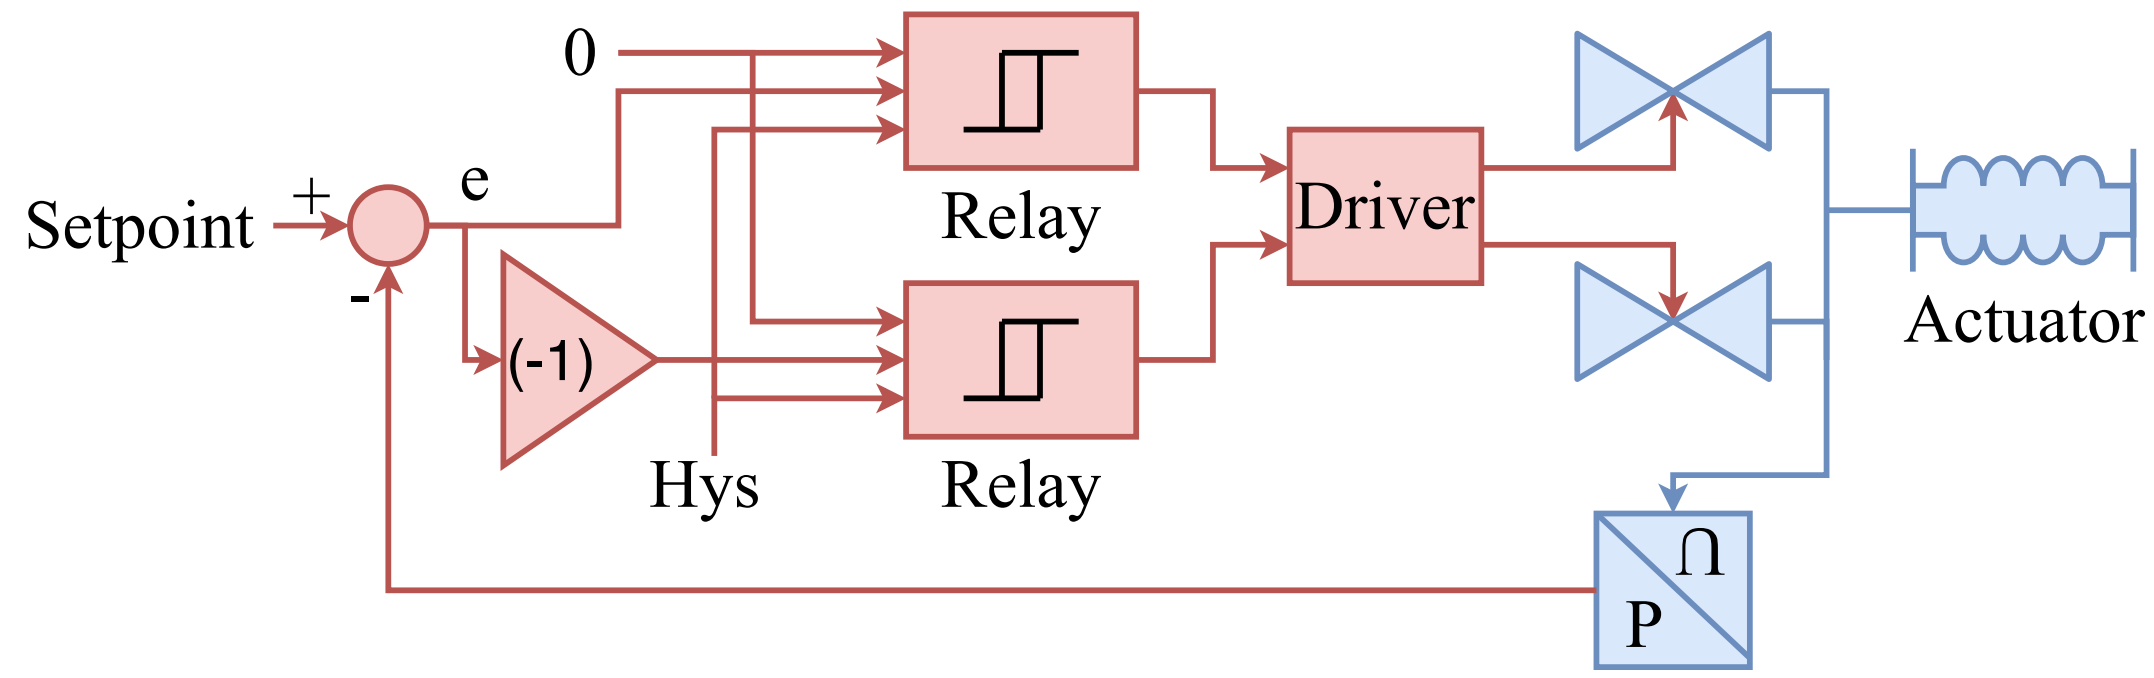 0
Relay
e
+
Setpoint
-
(-1)
Hys
Relay
Driver
Actuator
U
P